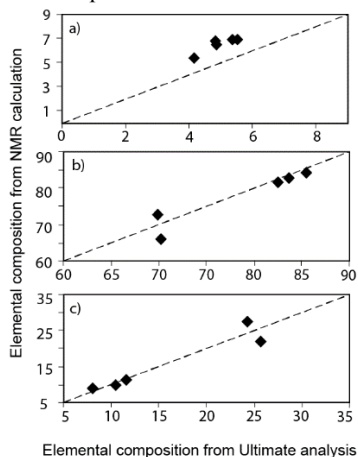 Elemental composition from NMR calculation
9
a)
7
5
3
1
0 2 4 6 8
90
b)
80
70
60
60 65 70 70 80 85 90
35
c)
25
15
5
5 10 15 20 25 30 35
Elemental composition from Ultimate analysis